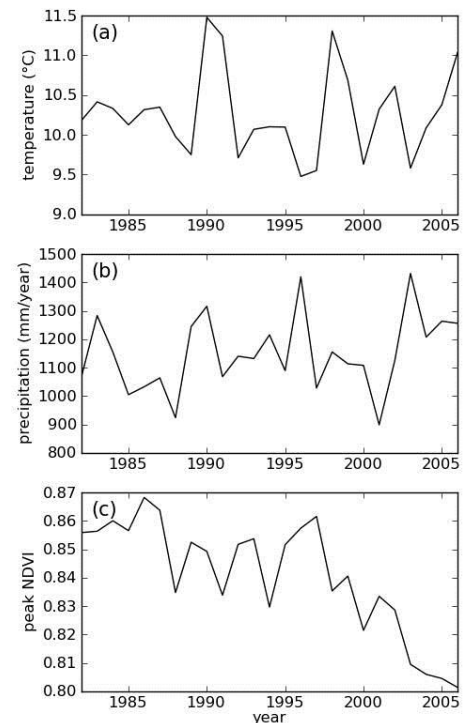 (a)
temperature (°C)
11.5
11.0
10.5
10.0
9.5
9.0
1985 1990 1995 2000 2005
(b)
precipitation (mm/year)
1500
1400
1300
1200
1100
1000
900
800
1985 1990 1995 2000 2005
(c)
peak NDVI
0.87
0.86
0.85
0.84
0.83
0.82
0.81
0.80
1985 1990 1995 2000 2005
year